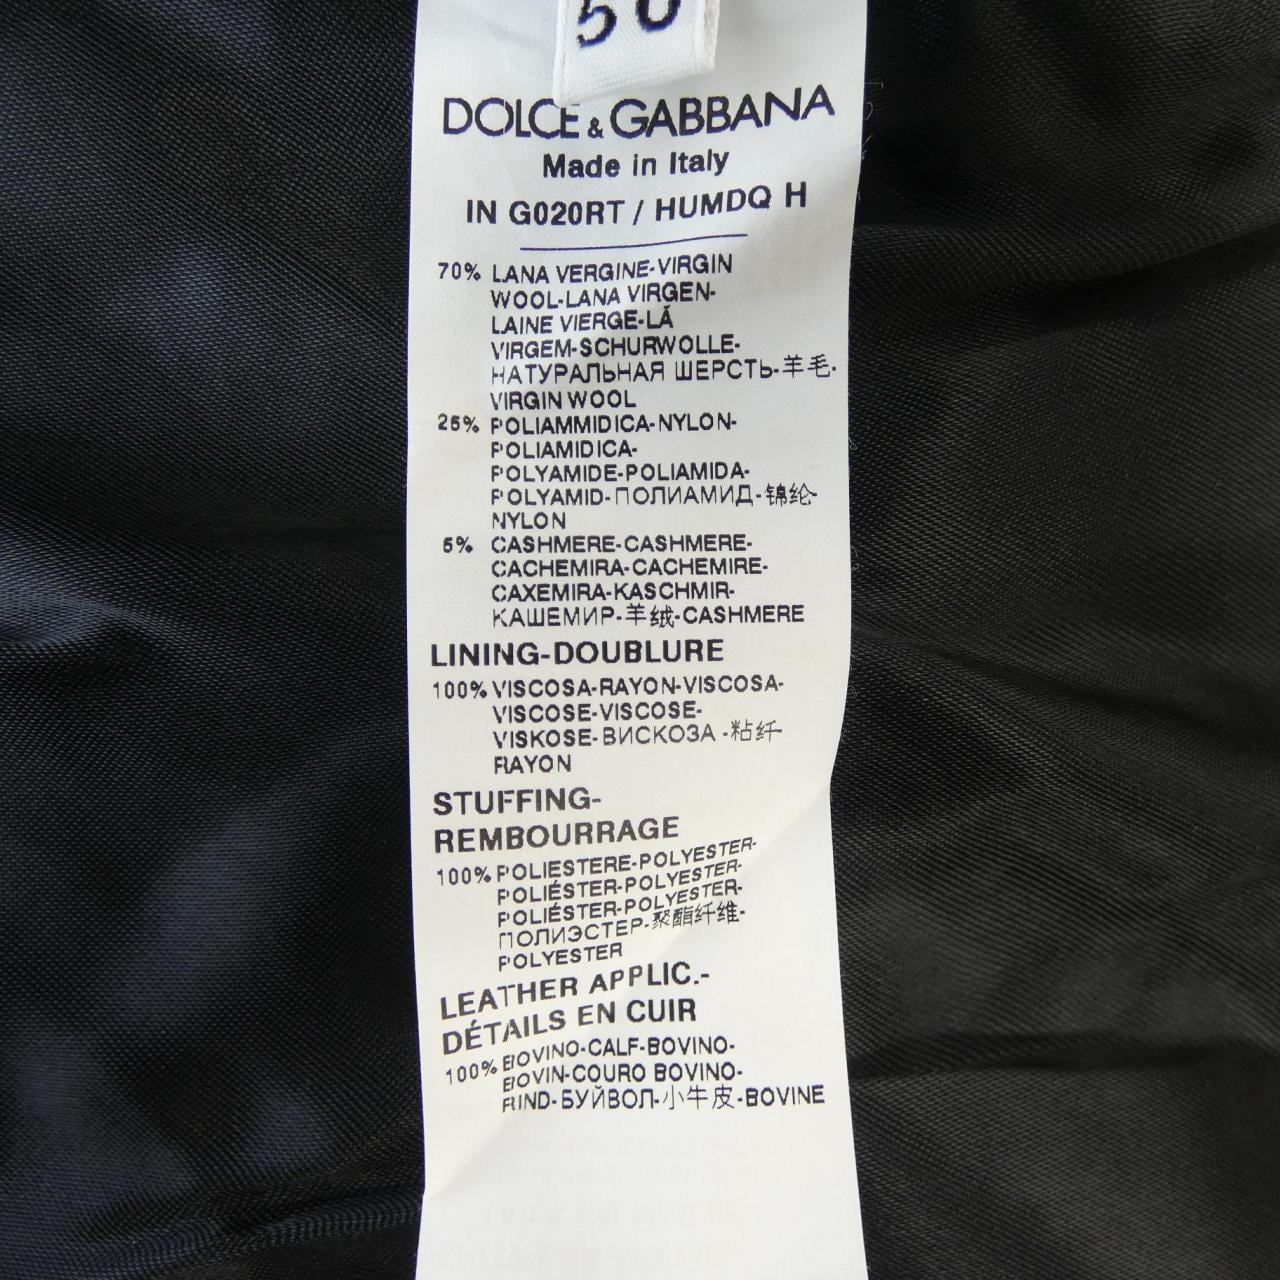 50
DOLCE & GABBANA
Made in Italy
IN G020RT / HUMDQ H
70% LANA VERGINE-VIRGIN
WOOL-LANA VIRGEN-
LAINE VIERGE-LÃ
VIRGEM-SCHURWOLLE-
НАТУРАЛЬНАЯ ШЕРСТЬ-羊毛-
VIRGIN WOOL
25% POLIAMMIDICA-NYLON-
POLIAMIDICA-
POLYAMIDE-POLIAMIDA-
POLYAMID-ПОЛИАМИД-锦纶-
NYLON
5% CASHMERE-CASHMERE-
CACHEMIRA-CACHEMIRE-
CAXEMIRA-KASCHMIR-
КАШЕМИР-羊绒-CASHMERE
LINING-DOUBLURE
100% VISCOSA-RAYON-VISCOSA-
VISCOSE-VISCOSE-
VISKOSE-ВИСКОЗА -粘纤-
RAYON
STUFFING-
REMBOURRAGE
100% POLIESTERE-POLYESTER-
POLIÉSTER-POLYESTER-
POLIÉSTER-POLYESTER-
ПОЛИЭСТЕР-聚酯纤维-
POLYESTER
LEATHER APPLIC.-
DÉTAILS EN CUIR
100% BOVINO-CALF-BOVINO-
BOVIN-COURO BOVINO-
RIND-БУЙВОЛ-小牛皮-BOVINE